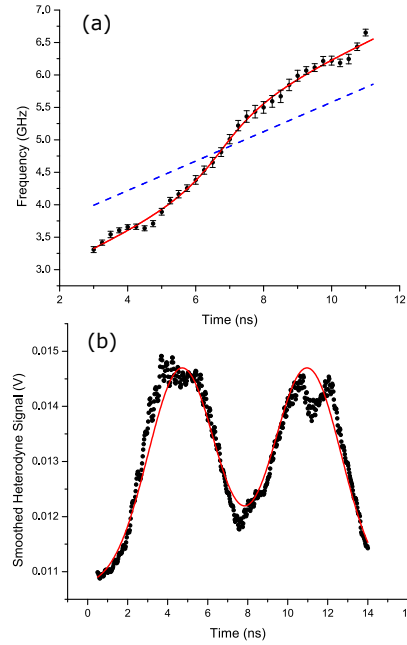 (a)
7.0
6.5
6.0
5.5
5.0
4.5
4.0
3.5
3.0
Frequency (GHz)
2 4 6 8 10 12
Time (ns)
(b)
0.015
0.014
0.013
0.012
0.011
Smoothed Heterodyne Signal (V)
0 2 4 6 8 10 12 14
Time (ns)